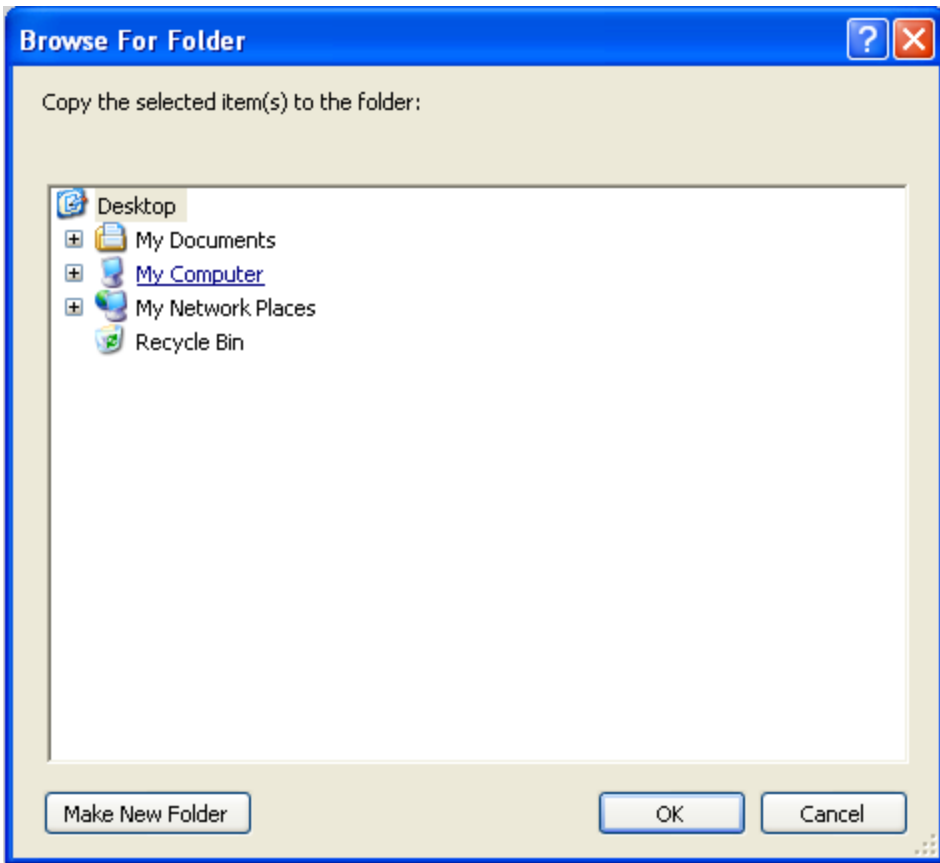 Browse For Folder
Copy the selected item(s) to the folder:
Desktop
My Documents
My Computer
My Network Places
Recycle Bin
Make New Folder OK Cancel